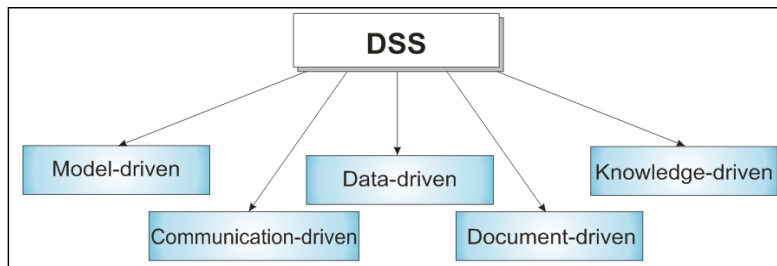 DSS
Model-driven
Data-driven
Knowledge-driven
Communication-driven
Document-driven